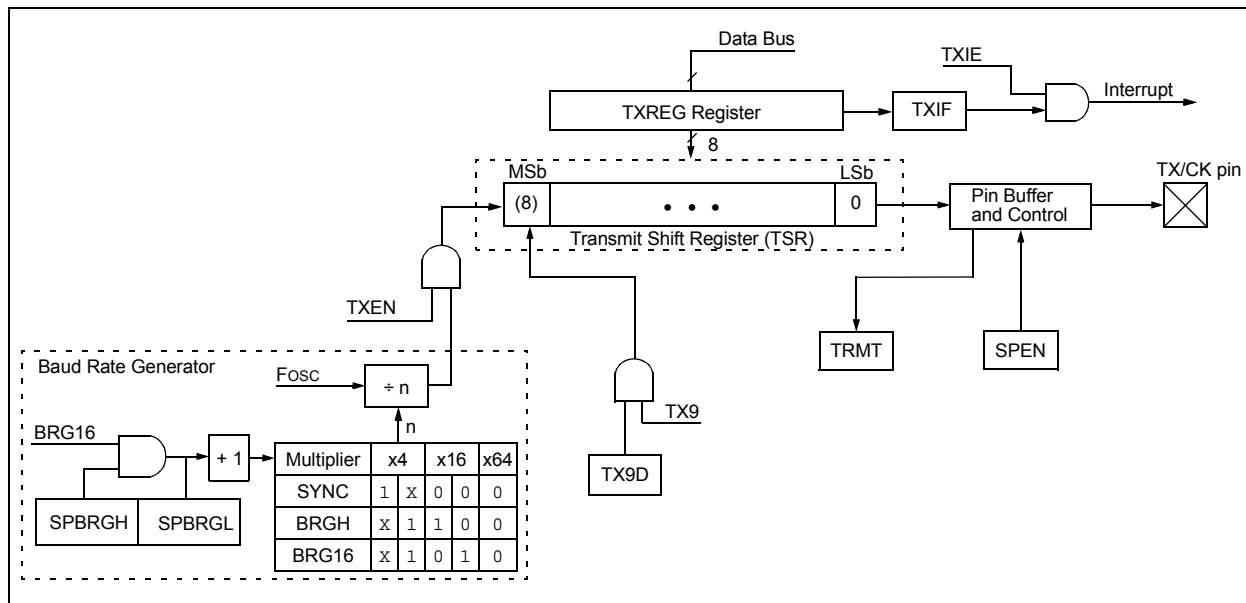 Data Bus
TXIE
Interrupt
TXREG Register
TXIF
8
MSb
LSb
TX/CK pin
(8)
• • •
0
Pin Buffer
and Control
Transmit Shift Register (TSR)
TXEN
TRMT
SPEN
Baud Rate Generator
FOSC
÷ n
TX9
n
BRG16
+ 1
Multiplier x4 x16 x64
TX9D
SYNC 1 X 0 0 0
SPBRGH SPBRGL
BRGH X 1 1 0 0
BRG16 X 1 0 1 0